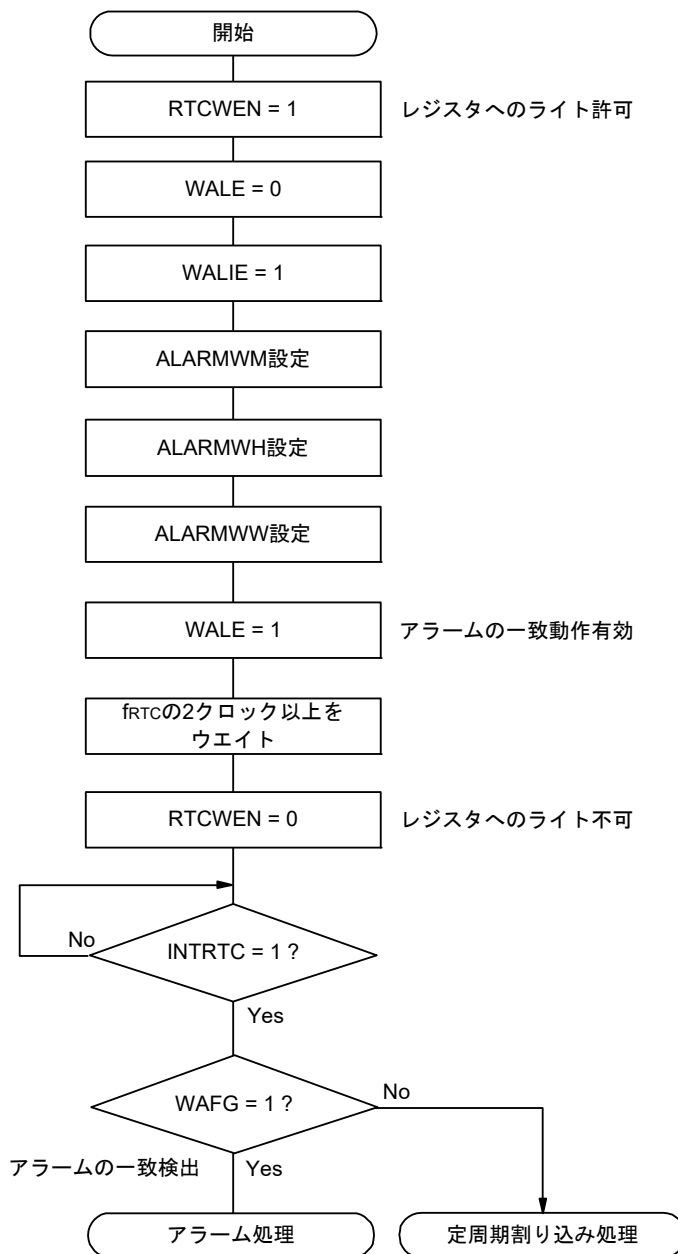 開始
RTCWEN = 1
レジスタへのライト許可
WALE = 0
WALIE = 1
ALARMWM設定
ALARMWH設定
ALARMWW設定
WALE = 1
アラームの一致動作有効
fRTCの2クロック以上を
ウエイト
RTCWEN = 0
レジスタへのライト不可
No
INTRTC = 1 ?
Yes
WAFG = 1 ?
No
アラームの一致検出
Yes
アラーム処理
定周期割り込み処理